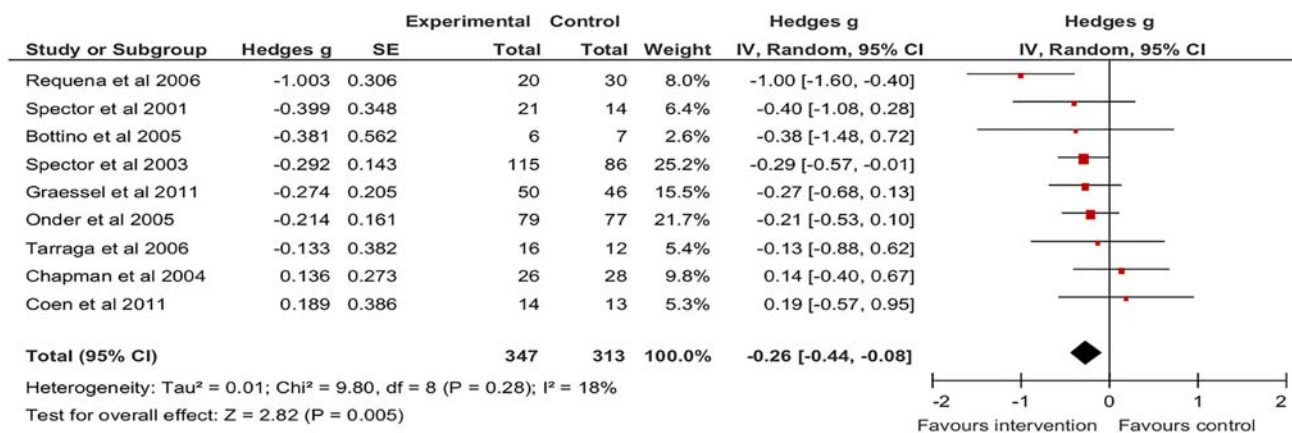 Experimental Control Hedges g Hedges g
Study or Subgroup Hedges g SE Total Total Weight IV, Random, 95% CI IV, Random, 95% CI
Requena et al 2006 -1.003 0.306 20 30 8.0% -1.00 [-1.60, -0.40]
Spector et al 2001 -0.399 0.348 21 14 6.4% -0.40 [-1.08, 0.28]
Bottino et al 2005 -0.381 0.562 6 7 2.6% -0.38 [-1.48, 0.72]
Spector et al 2003 -0.292 0.143 115 86 25.2% -0.29 [-0.57, -0.01]
Graessel et al 2011 -0.274 0.205 50 46 15.5% -0.27 [-0.68, 0.13]
Onder et al 2005 -0.214 0.161 79 77 21.7% -0.21 [-0.53, 0.10]
Tarraga et al 2006 -0.133 0.382 16 12 5.4% -0.13 [-0.88, 0.62]
Chapman et al 2004 0.136 0.273 26 28 9.8% 0.14 [-0.40, 0.67]
Coen et al 2011 0.189 0.386 14 13 5.3% 0.19 [-0.57, 0.95]
Total (95% CI) 347 313 100.0% -0.26 [-0.44, -0.08]
Heterogeneity: Tau² = 0.01; Chi² = 9.80, df = 8 (P = 0.28); I² = 18%
Test for overall effect: Z = 2.82 (P = 0.005)
-2 -1 0 1 2
Favours intervention Favours control